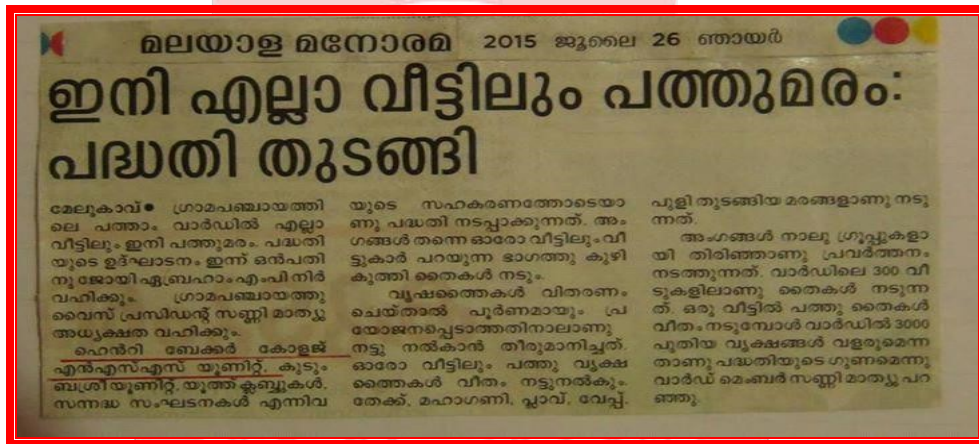 മലയാള മനോരമ 2015 ജൂലൈ 26 ഞായർ
ഇനി എല്ലാ വീട്ടിലും പത്തുമരം:
പദ്ധതി തുടങ്ങി
മേലുകാവ് ● ഗ്രാമപഞ്ചായത്തി
ലെ പത്താം വാർഡിൽ എല്ലാ
വീട്ടിലും ഇനി പത്തുമരം. പദ്ധതി
യുടെ ഉദ്ഘാടനം ഇന്ന് ഒൻപതി
നു ജോയി ഏബ്രഹാം എംപി നിർ
വഹിക്കും. ഗ്രാമപഞ്ചായത്തു
വൈസ് പ്രസിഡന്റ് സണ്ണി മാത്യു
അധ്യക്ഷത വഹിക്കും.
ഹെൻറി ബേക്കർ കോളജ്
എൻഎസ്എസ് യൂണിറ്റ്, കുടും
ബശ്രീ യൂണിറ്റ്, യൂത്ത് ക്ലബ്ബുകൾ,
സന്നദ്ധ സംഘടനകൾ എന്നിവ
യുടെ സഹകരണത്തോടെയാ
ണു പദ്ധതി നടപ്പാക്കുന്നത്. അം
ഗങ്ങൾ തന്നെ ഓരോ വീട്ടിലും വീ
ട്ടുകാർ പറയുന്ന ഭാഗത്തു കുഴി
കുത്തി തൈകൾ നടും.
വൃഷത്തൈകൾ വിതരണം
ചെയ്താൽ പൂർണമായും പ്ര
യോജനപ്പെടാത്തതിനാലാണു
നട്ടു നൽകാൻ തീരുമാനിച്ചത്.
ഓരോ വീട്ടിലും പത്തു വൃക്ഷ
ത്തൈകൾ വീതം നട്ടുനൽകും.
തേക്ക്, മഹാഗണി, പ്ലാവ്, വേപ്പ്,
പുളി തുടങ്ങിയ മരങ്ങളാണു നടു
ന്നത്.
അംഗങ്ങൾ നാലു ഗ്രൂപ്പുകളാ
യി തിരിഞ്ഞാണു പ്രവർത്തനം
നടത്തുന്നത്. വാർഡിലെ 300 വീ
ടുകളിലാണു തൈകൾ നടുന്ന
ത്. ഒരു വീട്ടിൽ പത്തു തൈകൾ
വീതം നടുമ്പോൾ വാർഡിൽ 3000
പുതിയ വൃക്ഷങ്ങൾ വളരുമെന്ന
താണു പദ്ധതിയുടെ ഗുണമെന്നു
വാർഡ് മെംബർ സണ്ണി മാത്യു പറ
ഞ്ഞു.